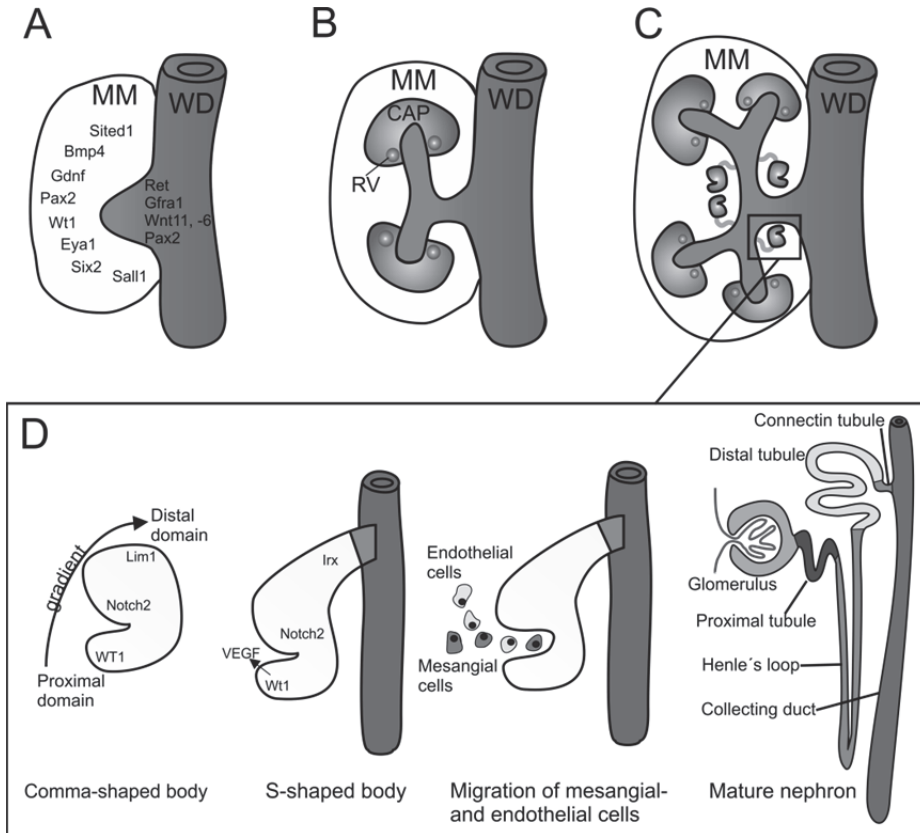 A
MM
WD
Sited1
Bmp4
Gdnf
Pax2
Wt1
Eya1
Six2
Sall1
Ret
Gfra1
Wnt11, -6
Pax2
B
MM
WD
CAP
RV
C
MM
WD
D
gradient
Distal
domain
Lim1
Notch2
WT1
Proximal
domain
Comma-shaped body
Irx
Notch2
VEGF
Wt1
S-shaped body
Endothelial
cells
Mesangial
cells
Migration of mesangial-
and endothelial cells
Connectin tubule
Distal tubule
Glomerulus
Proximal tubule
Henle´s loop
Collecting duct
Mature nephron